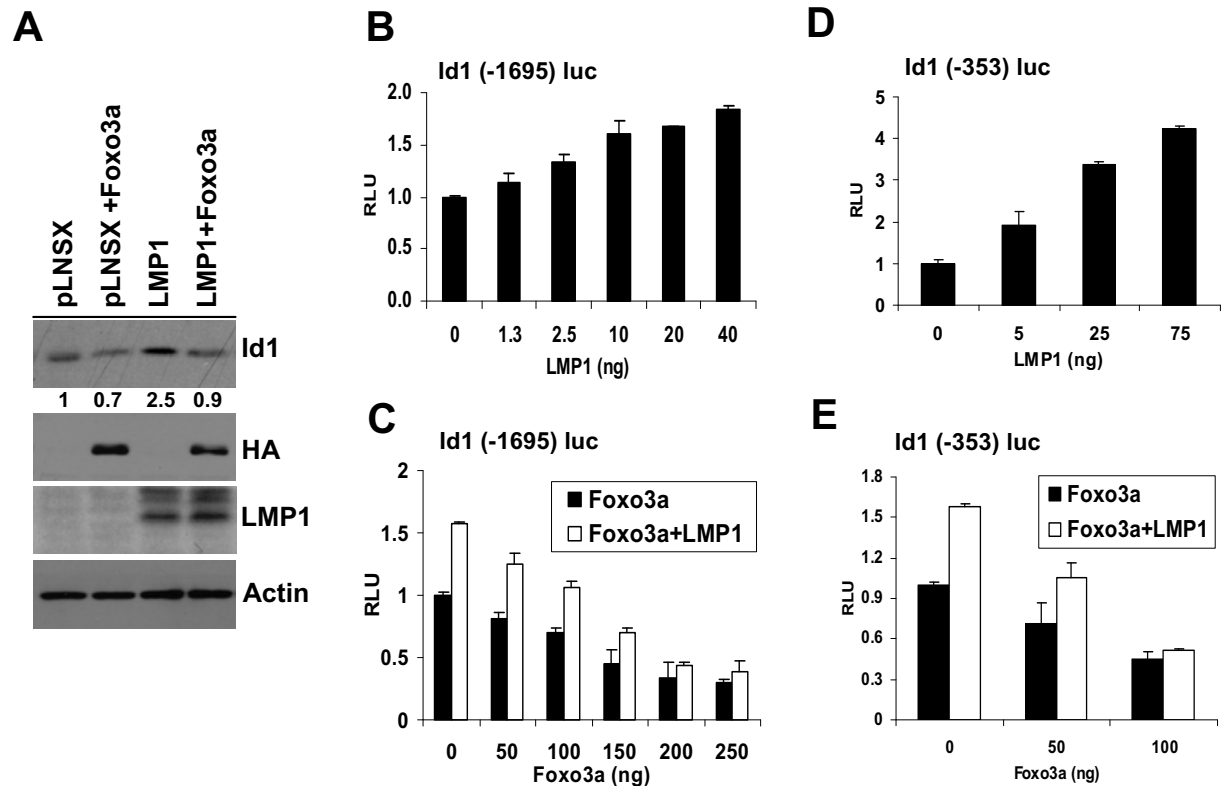 A
pLNSX
pLNSX +Foxo3a
LMP1
LMP1+Foxo3a
Id1
1 0.7 2.5 0.9
HA
LMP1
Actin
B
Id1 (-1695) luc
RLU
2.0
1.5
1.0
0.5
0.0
0 1.3 2.5 10 20 40
LMP1 (ng)
C
Id1 (-1695) luc
RLU
2
1.5
1
0.5
0
Foxo3a
Foxo3a+LMP1
0 50 100 150 200 250
Foxo3a (ng)
D
Id1 (-353) luc
RLU
5
4
3
2
1
0
0 5 25 75
LMP1 (ng)
E
Id1 (-353) luc
RLU
1.8
1.5
1.2
0.9
0.6
0.3
0
Foxo3a
Foxo3a+LMP1
0 50 100
Foxo3a (ng)